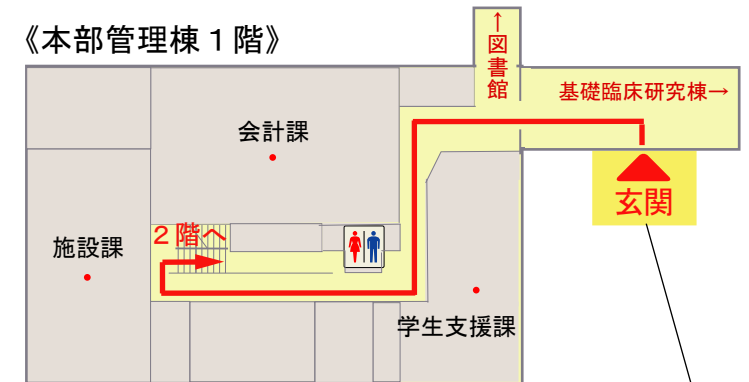 《本部管理棟１階》
↑図書館
基礎臨床研究棟→
会計課
玄関
２階へ
施設課
学生支援課